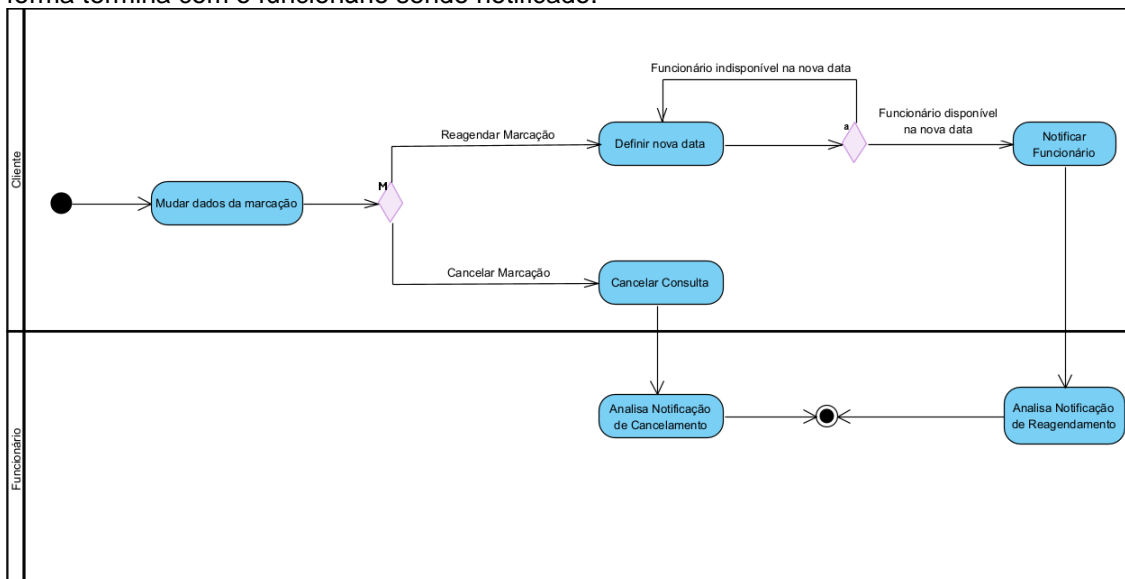 forma termina com o funcionário sendo notificado.
Funcionário indisponível na nova data
Funcionário disponível
na nova data
a
Reagendar Marcação
Definir nova data
Notificar
Funcionário
Cliente
M
Mudar dados da marcação
Cancelar Marcação
Cancelar Consulta
Analisa Notificação
de Cancelamento
Analisa Notificação
de Reagendamento
Funcionário